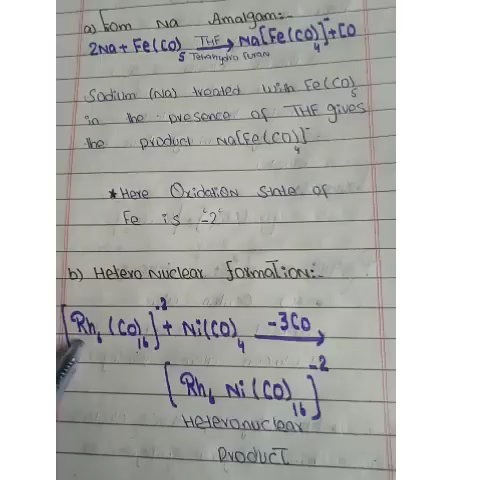 a) from Na Amalgam:-
2Na + Fe(CO)₅ THF → Na[Fe(CO)₄]⁻ + CO
Tetrahydro furan
Sodium (Na) treated with Fe(CO)₅
in the presence of THF gives
the product Na[Fe(CO)₄]⁻
* Here Oxidation state of
Fe is "-2"
b) Hetero Nuclear formation:-
[Rh₆(CO)₁₆]⁻² + Ni(CO)₄ -3CO →
[Rh₆ Ni(CO)₁₆]⁻²
Heteronuclear
Product